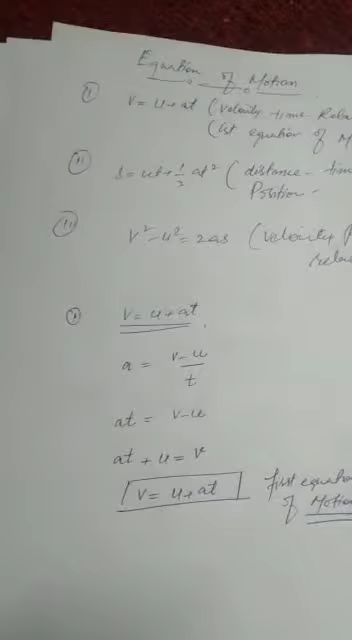 Equation of Motion
(i) v = u + at (velocity - time Rela
(1st equation of M
(ii) s = ut + 1/2 at² (distance - tim
Position -
(iii) v² - u² = 2as (velocity P
rela
v = u + at
a = v - u / t
at = v - u
at + u = v
v = u + at first equatio
of Motion